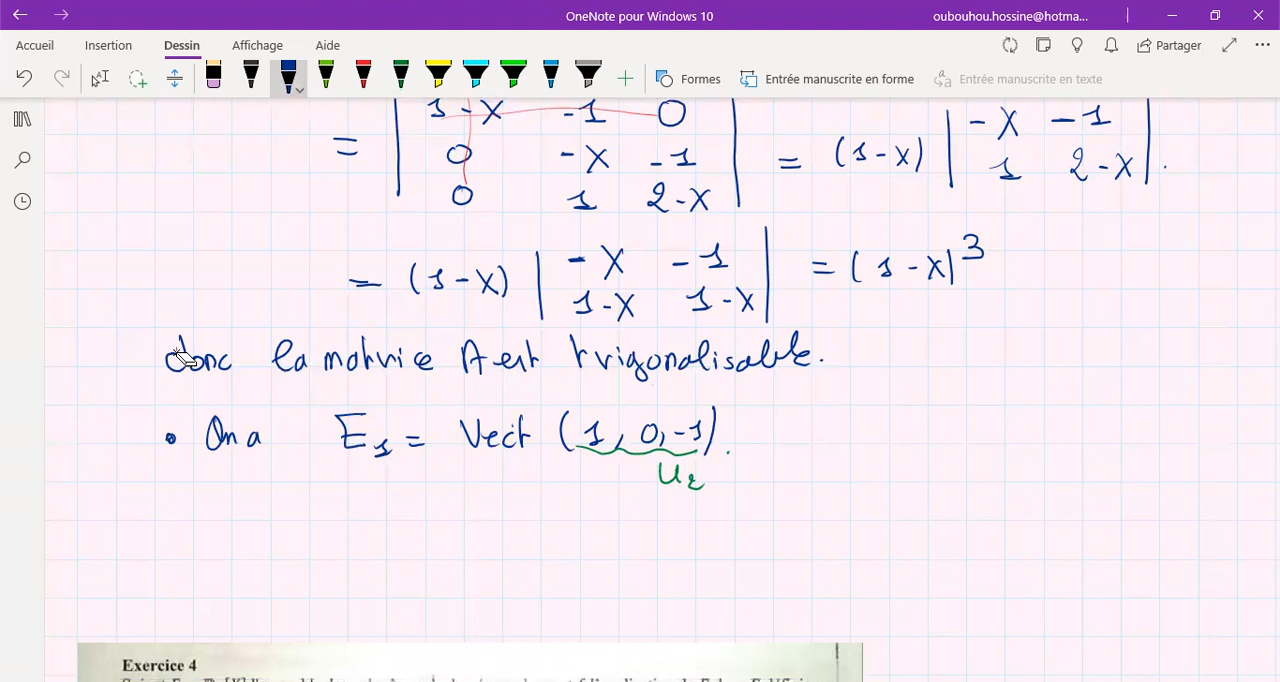 OneNote pour Windows 10
oubouhou.hossine@hotma...
Accueil Insertion Dessin Affichage Aide
Partager
Formes Entrée manuscrite en forme Entrée manuscrite en texte
= | 1-X -1 0 |
| 0 -X -1 | = (1-X) | -X -1 |
| 0 1 2-X | | 1 2-X | .
= (1-X) | -X -1 | = (1-X)^3
| 1-X 1-X |
donc la matrice A est trigonalisable.
• On a E_1 = Vect (1, 0, -1).
Exercice 4